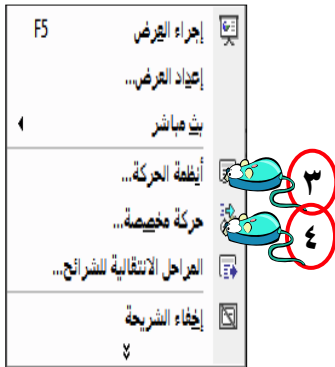 إجراء العرض F5
إعداد العرض...
بث مباشر
أنظمة الحركة...
٣
حركة مخصصة...
٤
المراحل الانتقالية للشرائح...
إخفاء الشريحة